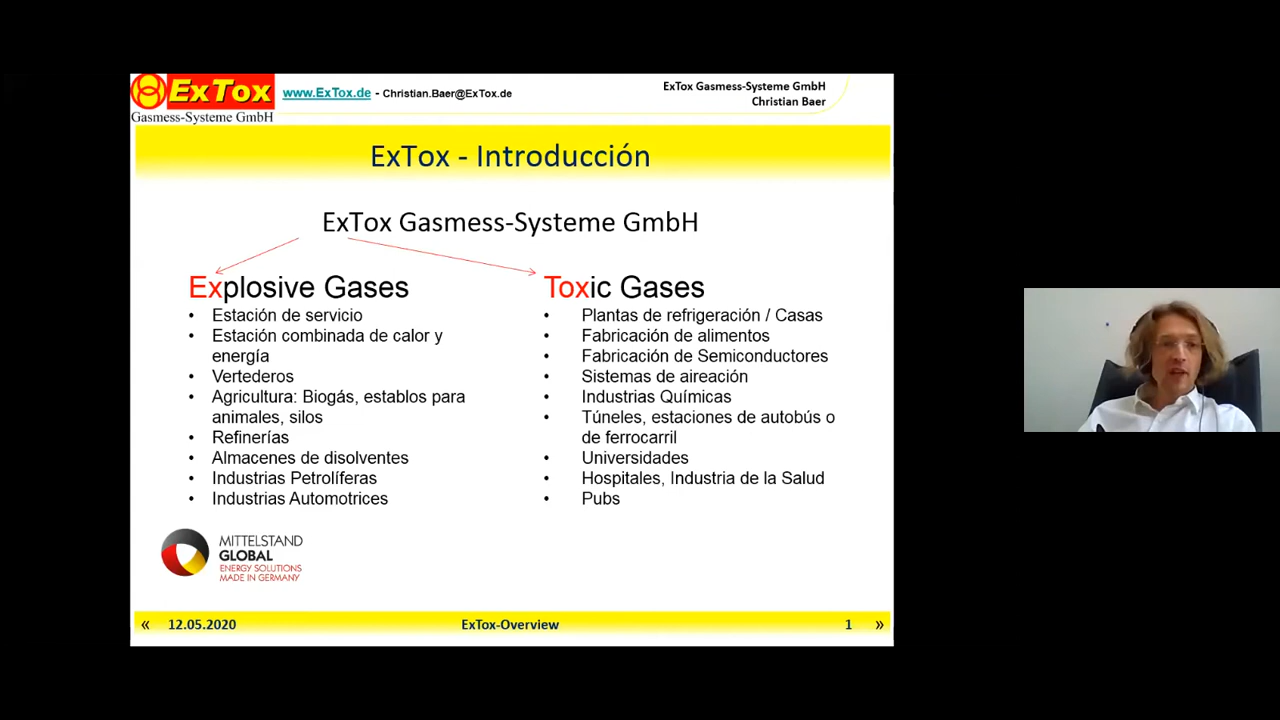 ExTox
Gasmess-Systeme GmbH
www.ExTox.de - Christian.Baer@ExTox.de
ExTox Gasmess-Systeme GmbH
Christian Baer
ExTox - Introducción
ExTox Gasmess-Systeme GmbH
Explosive Gases
• Estación de servicio
• Estación combinada de calor y
energía
• Vertederos
• Agricultura: Biogás, establos para
animales, silos
• Refinerías
• Almacenes de disolventes
• Industrias Petrolíferas
• Industrias Automotrices
Toxic Gases
• Plantas de refrigeración / Casas
• Fabricación de alimentos
• Fabricación de Semiconductores
• Sistemas de aireación
• Industrias Químicas
• Túneles, estaciones de autobús o
de ferrocarril
• Universidades
• Hospitales, Industria de la Salud
• Pubs
MITTELSTAND
GLOBAL
ENERGY SOLUTIONS
MADE IN GERMANY
« 12.05.2020 ExTox-Overview 1 »